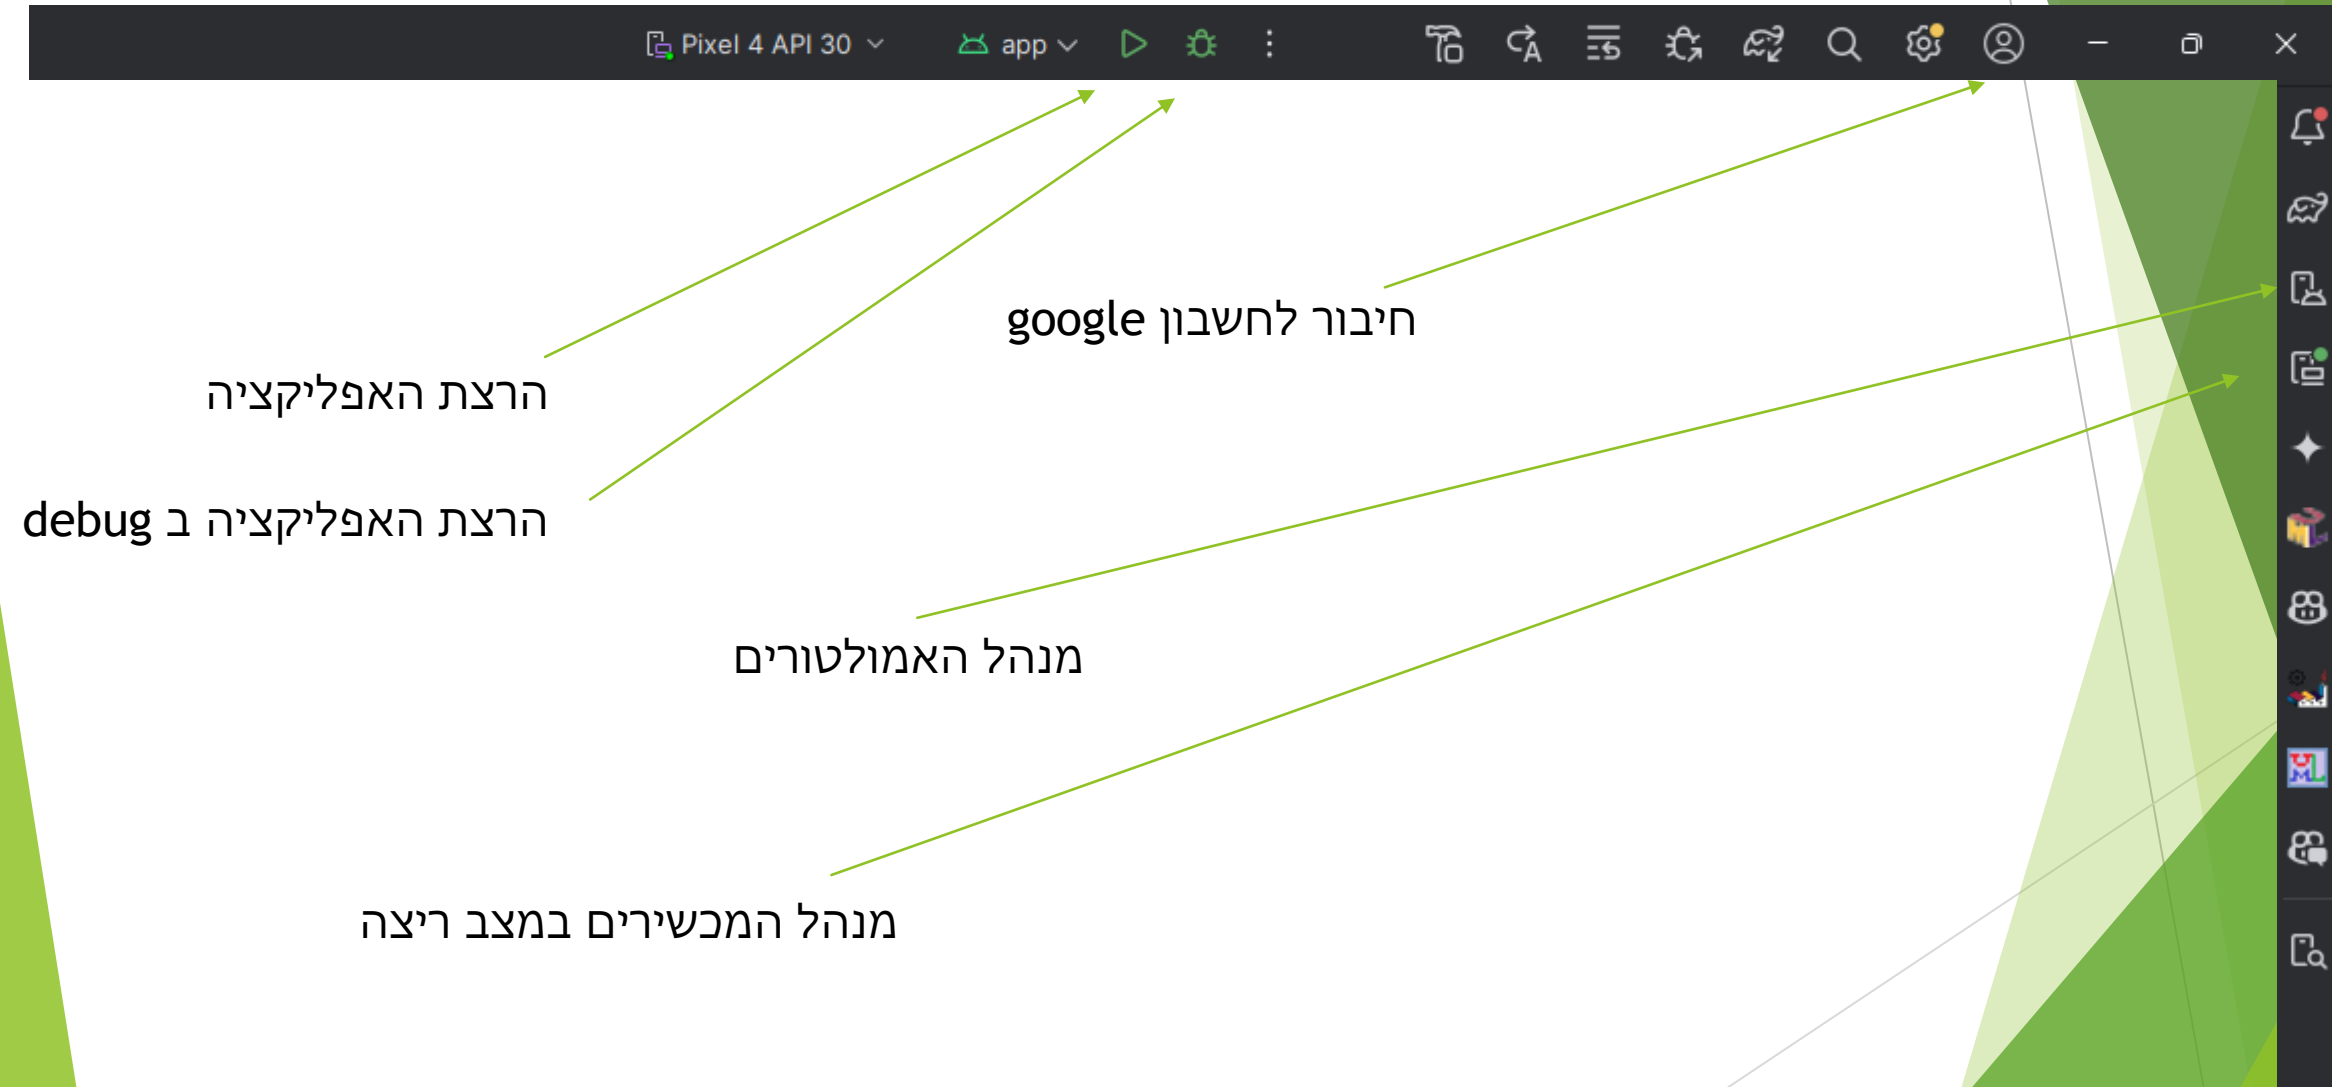 Pixel 4 API 30
app
חיבור לחשבון google
הרצת האפליקציה
הרצת האפליקציה ב debug
מנהל האמולטורים
מנהל המכשירים במצב ריצה